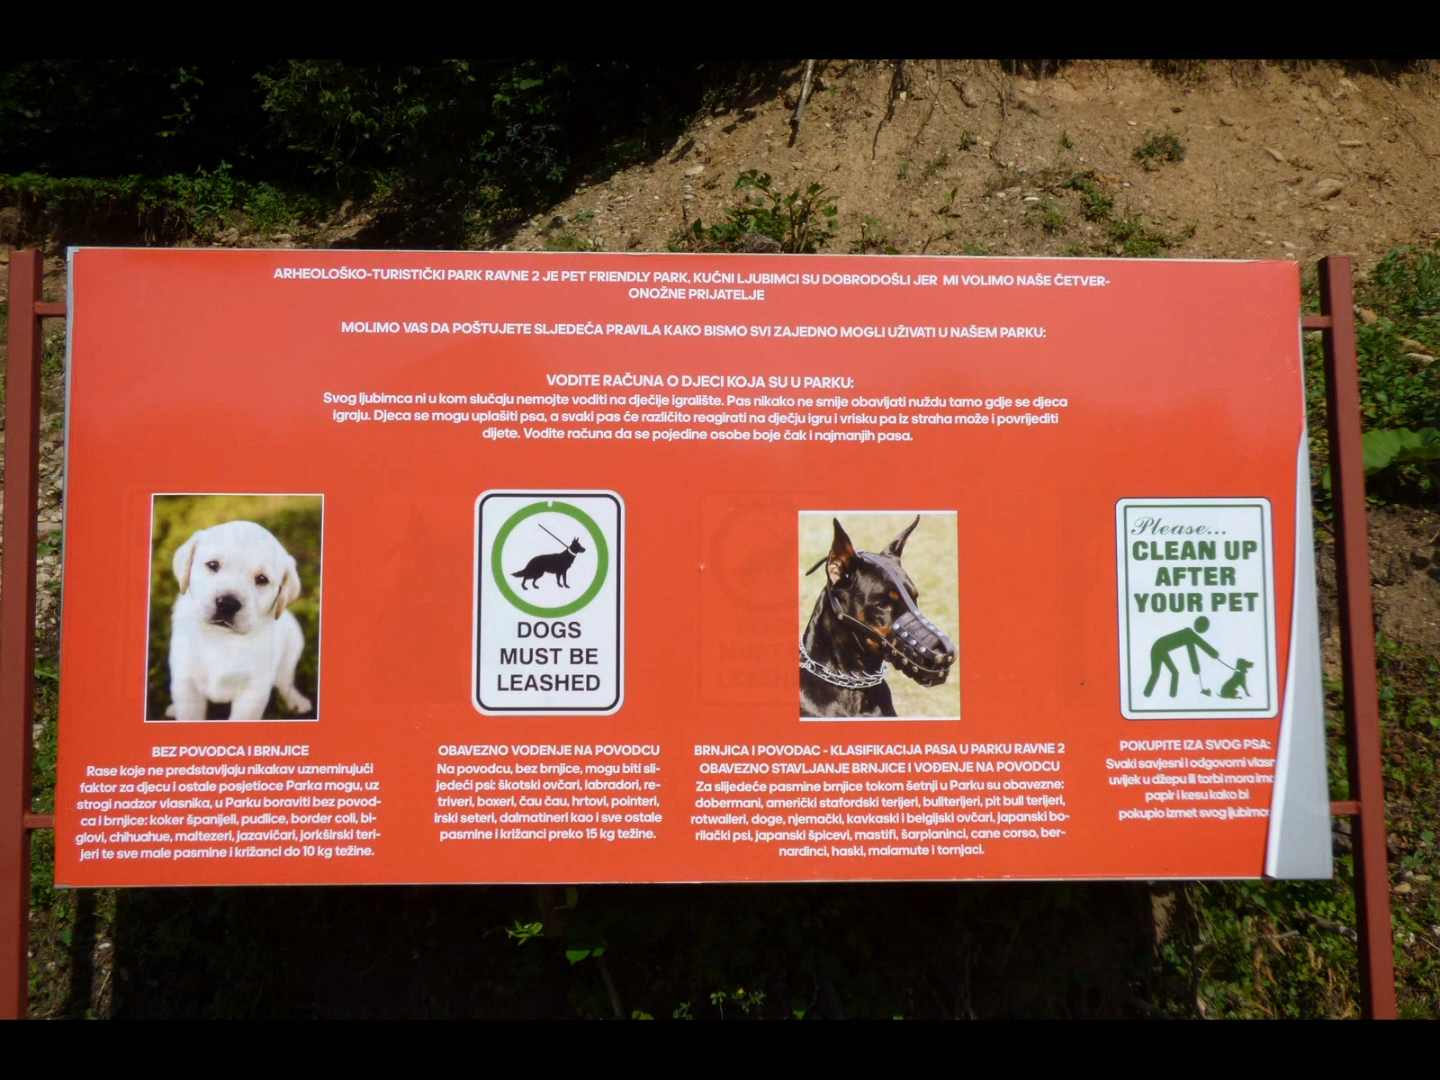 ARHEOLOŠKO-TURISTIČKI PARK RAVNE 2 JE PET FRIENDLY PARK, KUĆNI LJUBIMCI SU DOBRODOŠLI JER MI VOLIMO NAŠE ČETVER-
ONOŽNE PRIJATELJE
MOLIMO VAS DA POŠTUJETE SLJEDEĆA PRAVILA KAKO BISMO SVI ZAJEDNO MOGLI UŽIVATI U NAŠEM PARKU:
VODITE RAČUNA O DJECI KOJA SU U PARKU:
Svog ljubimca ni u kom slučaju nemojte voditi na dječije igralište. Pas nikako ne smije obavljati nuždu tamo gdje se djeca
igraju. Djeca se mogu uplašiti psa, a svaki pas će različito reagirati na dječju igru i vrisku pa iz straha može i povrijediti
dijete. Vodite računa da se pojedine osobe boje čak i najmanjih pasa.
BEZ POVODCA I BRNJICE
Rase koje ne predstavljaju nikakav uznemirujući
faktor za djecu i ostale posjetioce Parka mogu, uz
strogi nadzor vlasnika, u Parku boraviti bez povod-
ca i brnjice: koker španijeli, pudlice, border coli, bi-
glovi, chihuahue, maltezeri, jazavičari, jorkširski teri-
jeri te sve male pasmine i križanci do 10 kg težine.
DOGS
MUST BE
LEASHED
OBAVEZNO VOĐENJE NA POVODCU
Na povodcu, bez brnjice, mogu biti sli-
jedeći psi: škotski ovčari, labradori, re-
triveri, boxeri, čau čau, hrtovi, pointeri,
irski seteri, dalmatineri kao i sve ostale
pasmine i križanci preko 15 kg težine.
BRNJICA I POVODAC - KLASIFIKACIJA PASA U PARKU RAVNE 2
OBAVEZNO STAVLJANJE BRNJICE I VOĐENJE NA POVODCU
Za slijedeće pasmine brnjice tokom šetnji u Parku su obavezne:
dobermani, američki stafordski terijeri, bullterijeri, pit bull terijeri,
rotwaileri, doge, njemački, kavkaski i belgijski ovčari, japanski bo-
rilački psi, japanski špicevi, mastifi, šarplaninci, cane corso, ber-
nardinci, haski, malamute i tornjaci.
Please...
CLEAN UP
AFTER
YOUR PET
POKUPITE IZA SVOG PSA:
Svaki savjesni i odgovorni vlasn
uvijek u džepu ili torbi mora ima
papir i kesu kako bi
pokupio izmet svog ljubimca